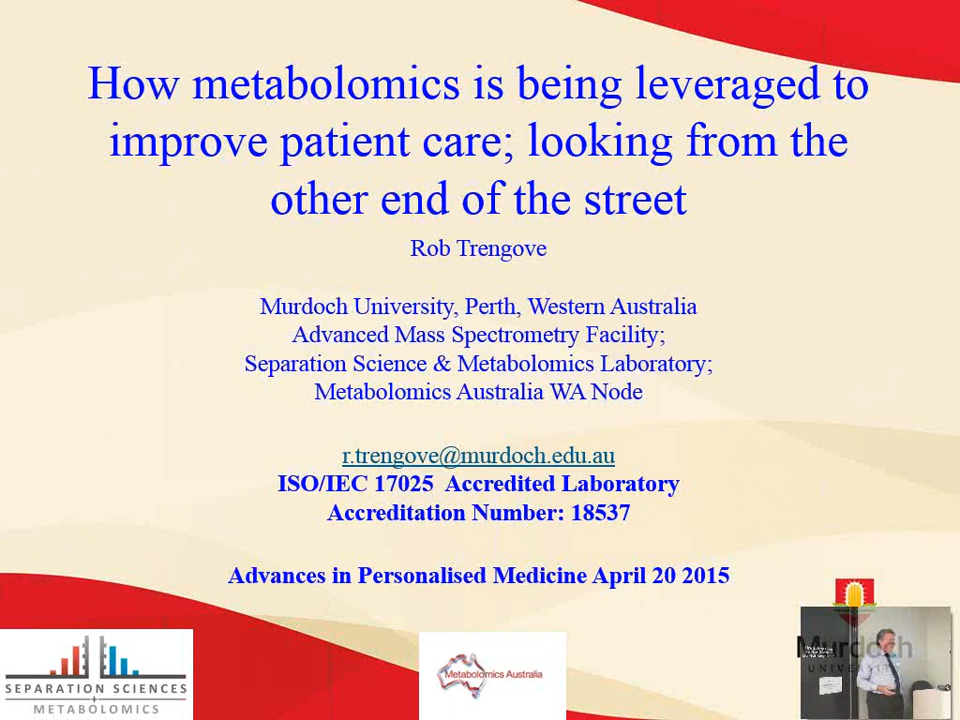 How metabolomics is being leveraged to
improve patient care; looking from the
other end of the street
Rob Trengove
Murdoch University, Perth, Western Australia
Advanced Mass Spectrometry Facility;
Separation Science & Metabolomics Laboratory;
Metabolomics Australia WA Node
r.trengove@murdoch.edu.au
ISO/IEC 17025 Accredited Laboratory
Accreditation Number: 18537
Advances in Personalised Medicine April 20 2015
SEPARATION SCIENCES
+
METABOLOMICS
Metabolomics Australia
Murdoch
UNIVERSITY